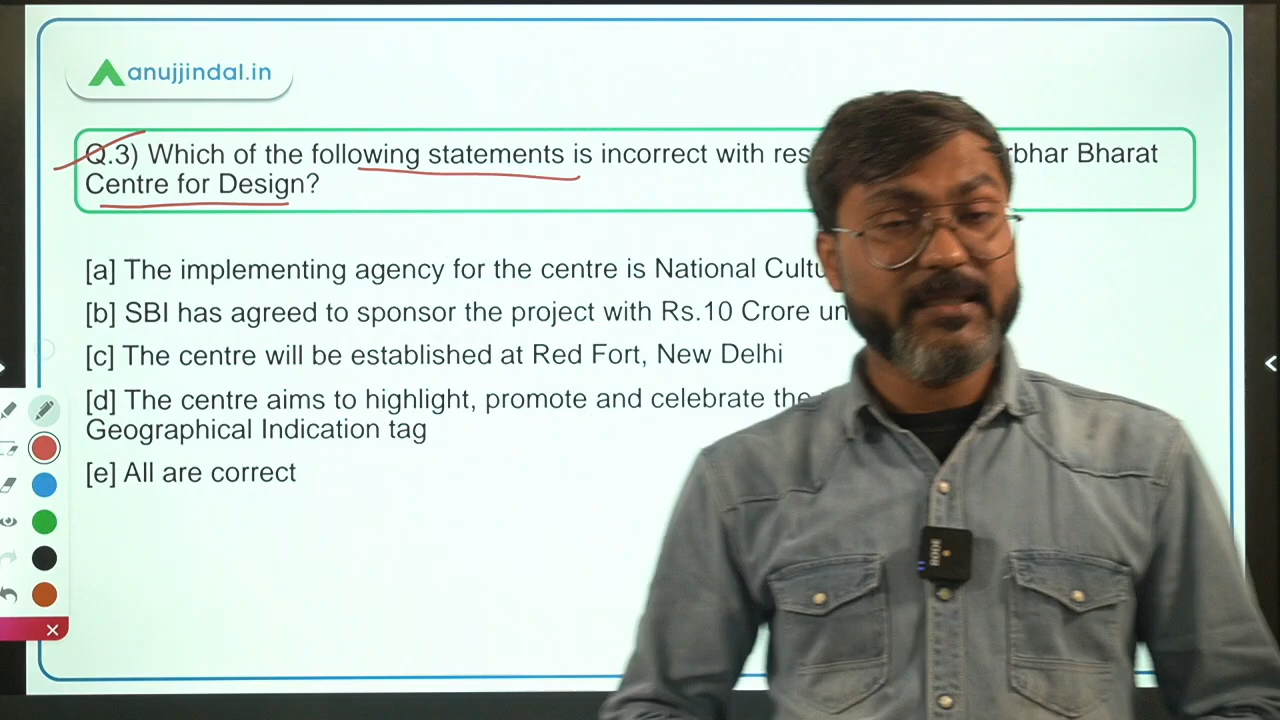 anujjindal.in
Q.3) Which of the following statements is incorrect with res rbhar Bharat
Centre for Design?
[a] The implementing agency for the centre is National Cultu
[b] SBI has agreed to sponsor the project with Rs.10 Crore un
[c] The centre will be established at Red Fort, New Delhi
[d] The centre aims to highlight, promote and celebrate the
Geographical Indication tag
[e] All are correct
RODE